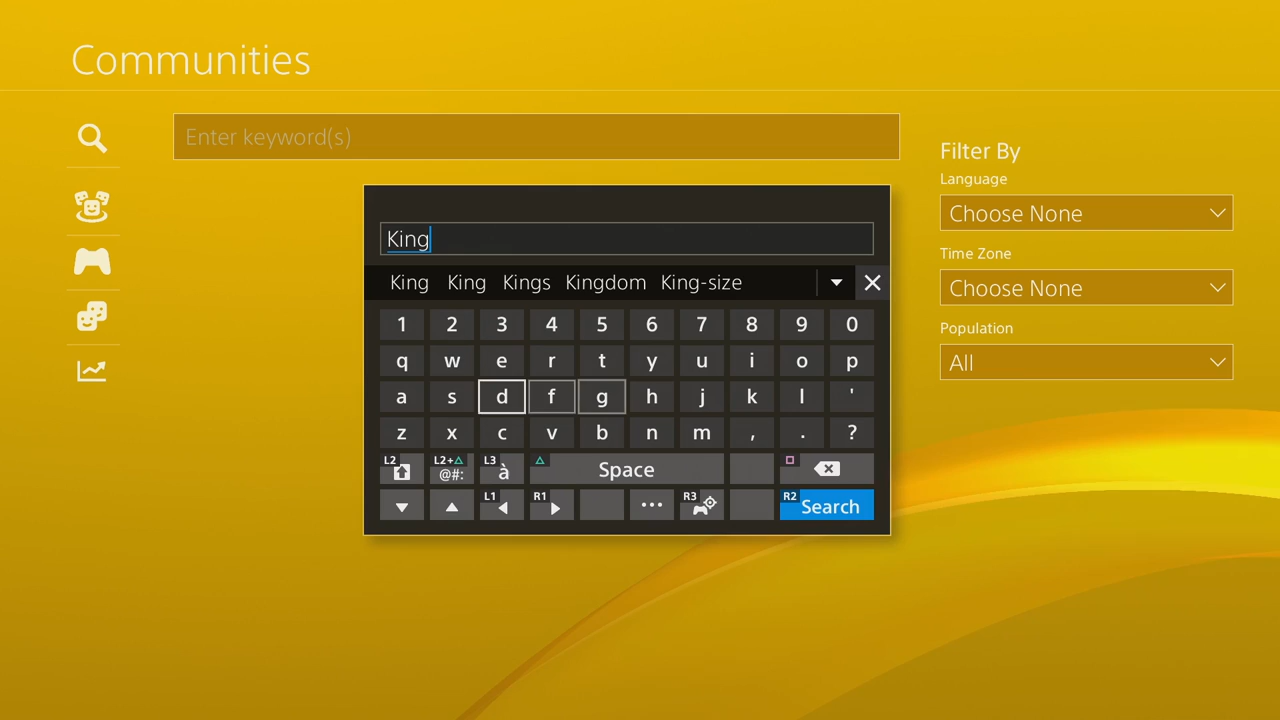 Communities
Enter keyword(s)
Filter By
Language
Choose None
Time Zone
Choose None
Population
All
King
King King Kings Kingdom King-size
1 2 3 4 5 6 7 8 9 0
q w e r t y u i o p
a s d f g h j k l '
z x c v b n m , . ?
L2 L2+△ @#: L3 à △ Space
L1 R1 ... R3 R2 Search